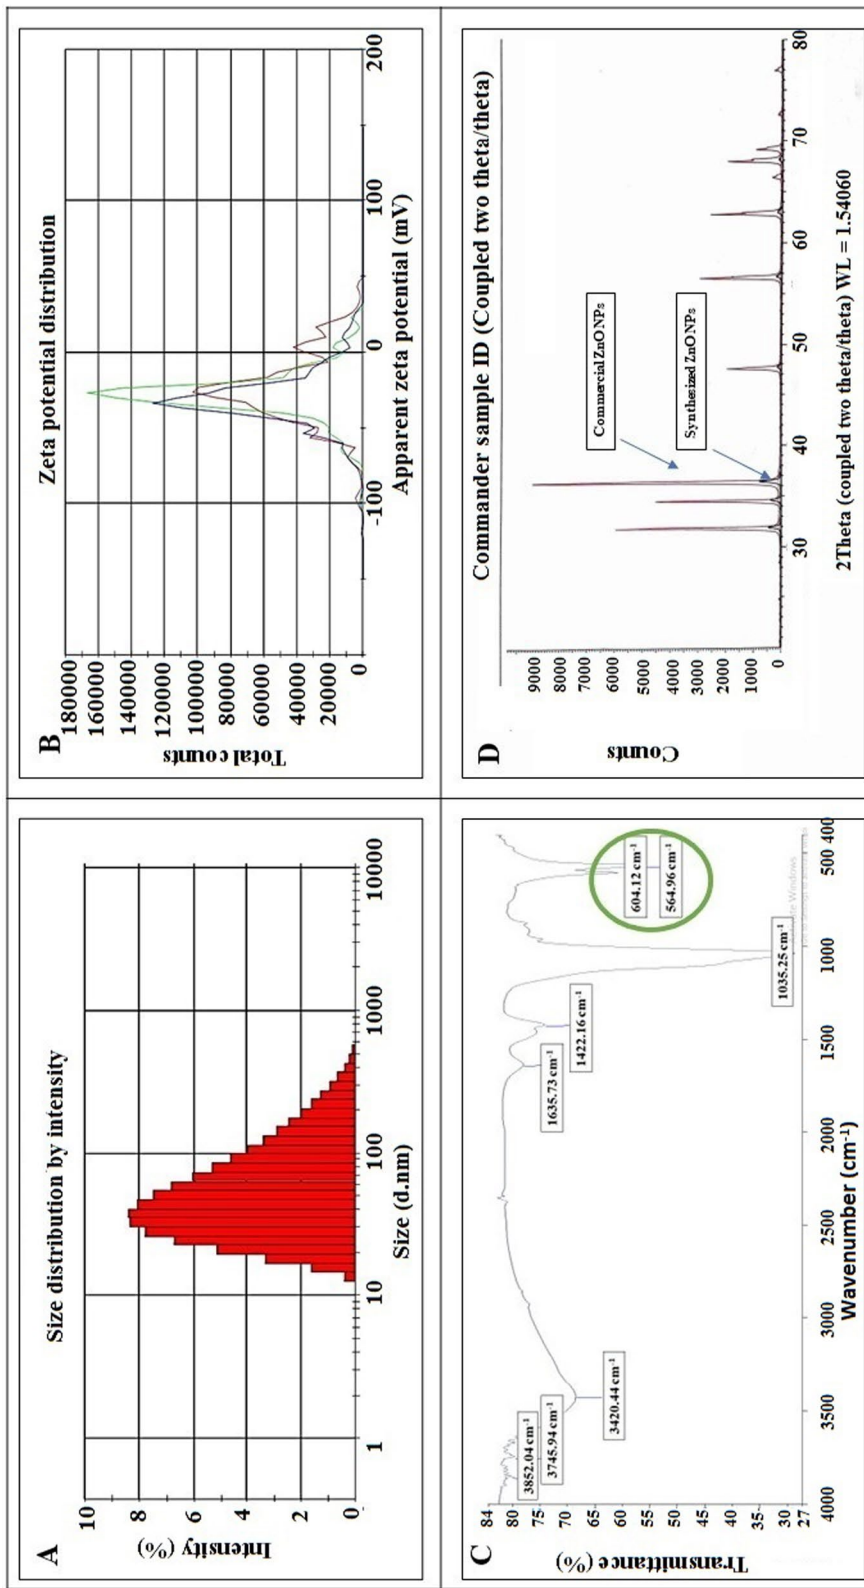 A
Size distribution by intensity
Intensity (%)
10
8
6
4
2
0
1
10
100
1000
10000
Size (d.nm)
B
Zeta potential distribution
Total counts
180000
160000
140000
120000
100000
80000
60000
40000
20000
0
-100
0
100
200
Apparent zeta potential (mV)
C
Transmittance (%)
84
80
75
70
65
60
55
50
45
40
35
30
27
3852.04 cm-1
3745.94 cm-1
3420.44 cm-1
1635.73 cm-1
1422.16 cm-1
1035.25 cm-1
604.12 cm-1
564.96 cm-1
4000
3500
3000
2500
2000
1500
1000
500
400
Wavenumber (cm-1)
D
Commander sample ID (Coupled two theta/theta)
Counts
9000
8000
7000
6000
5000
4000
3000
2000
1000
0
Commercial ZnO NPs
Synthesized ZnO NPs
30
40
50
60
70
80
2Theta (coupled two theta/theta) WL = 1.54060